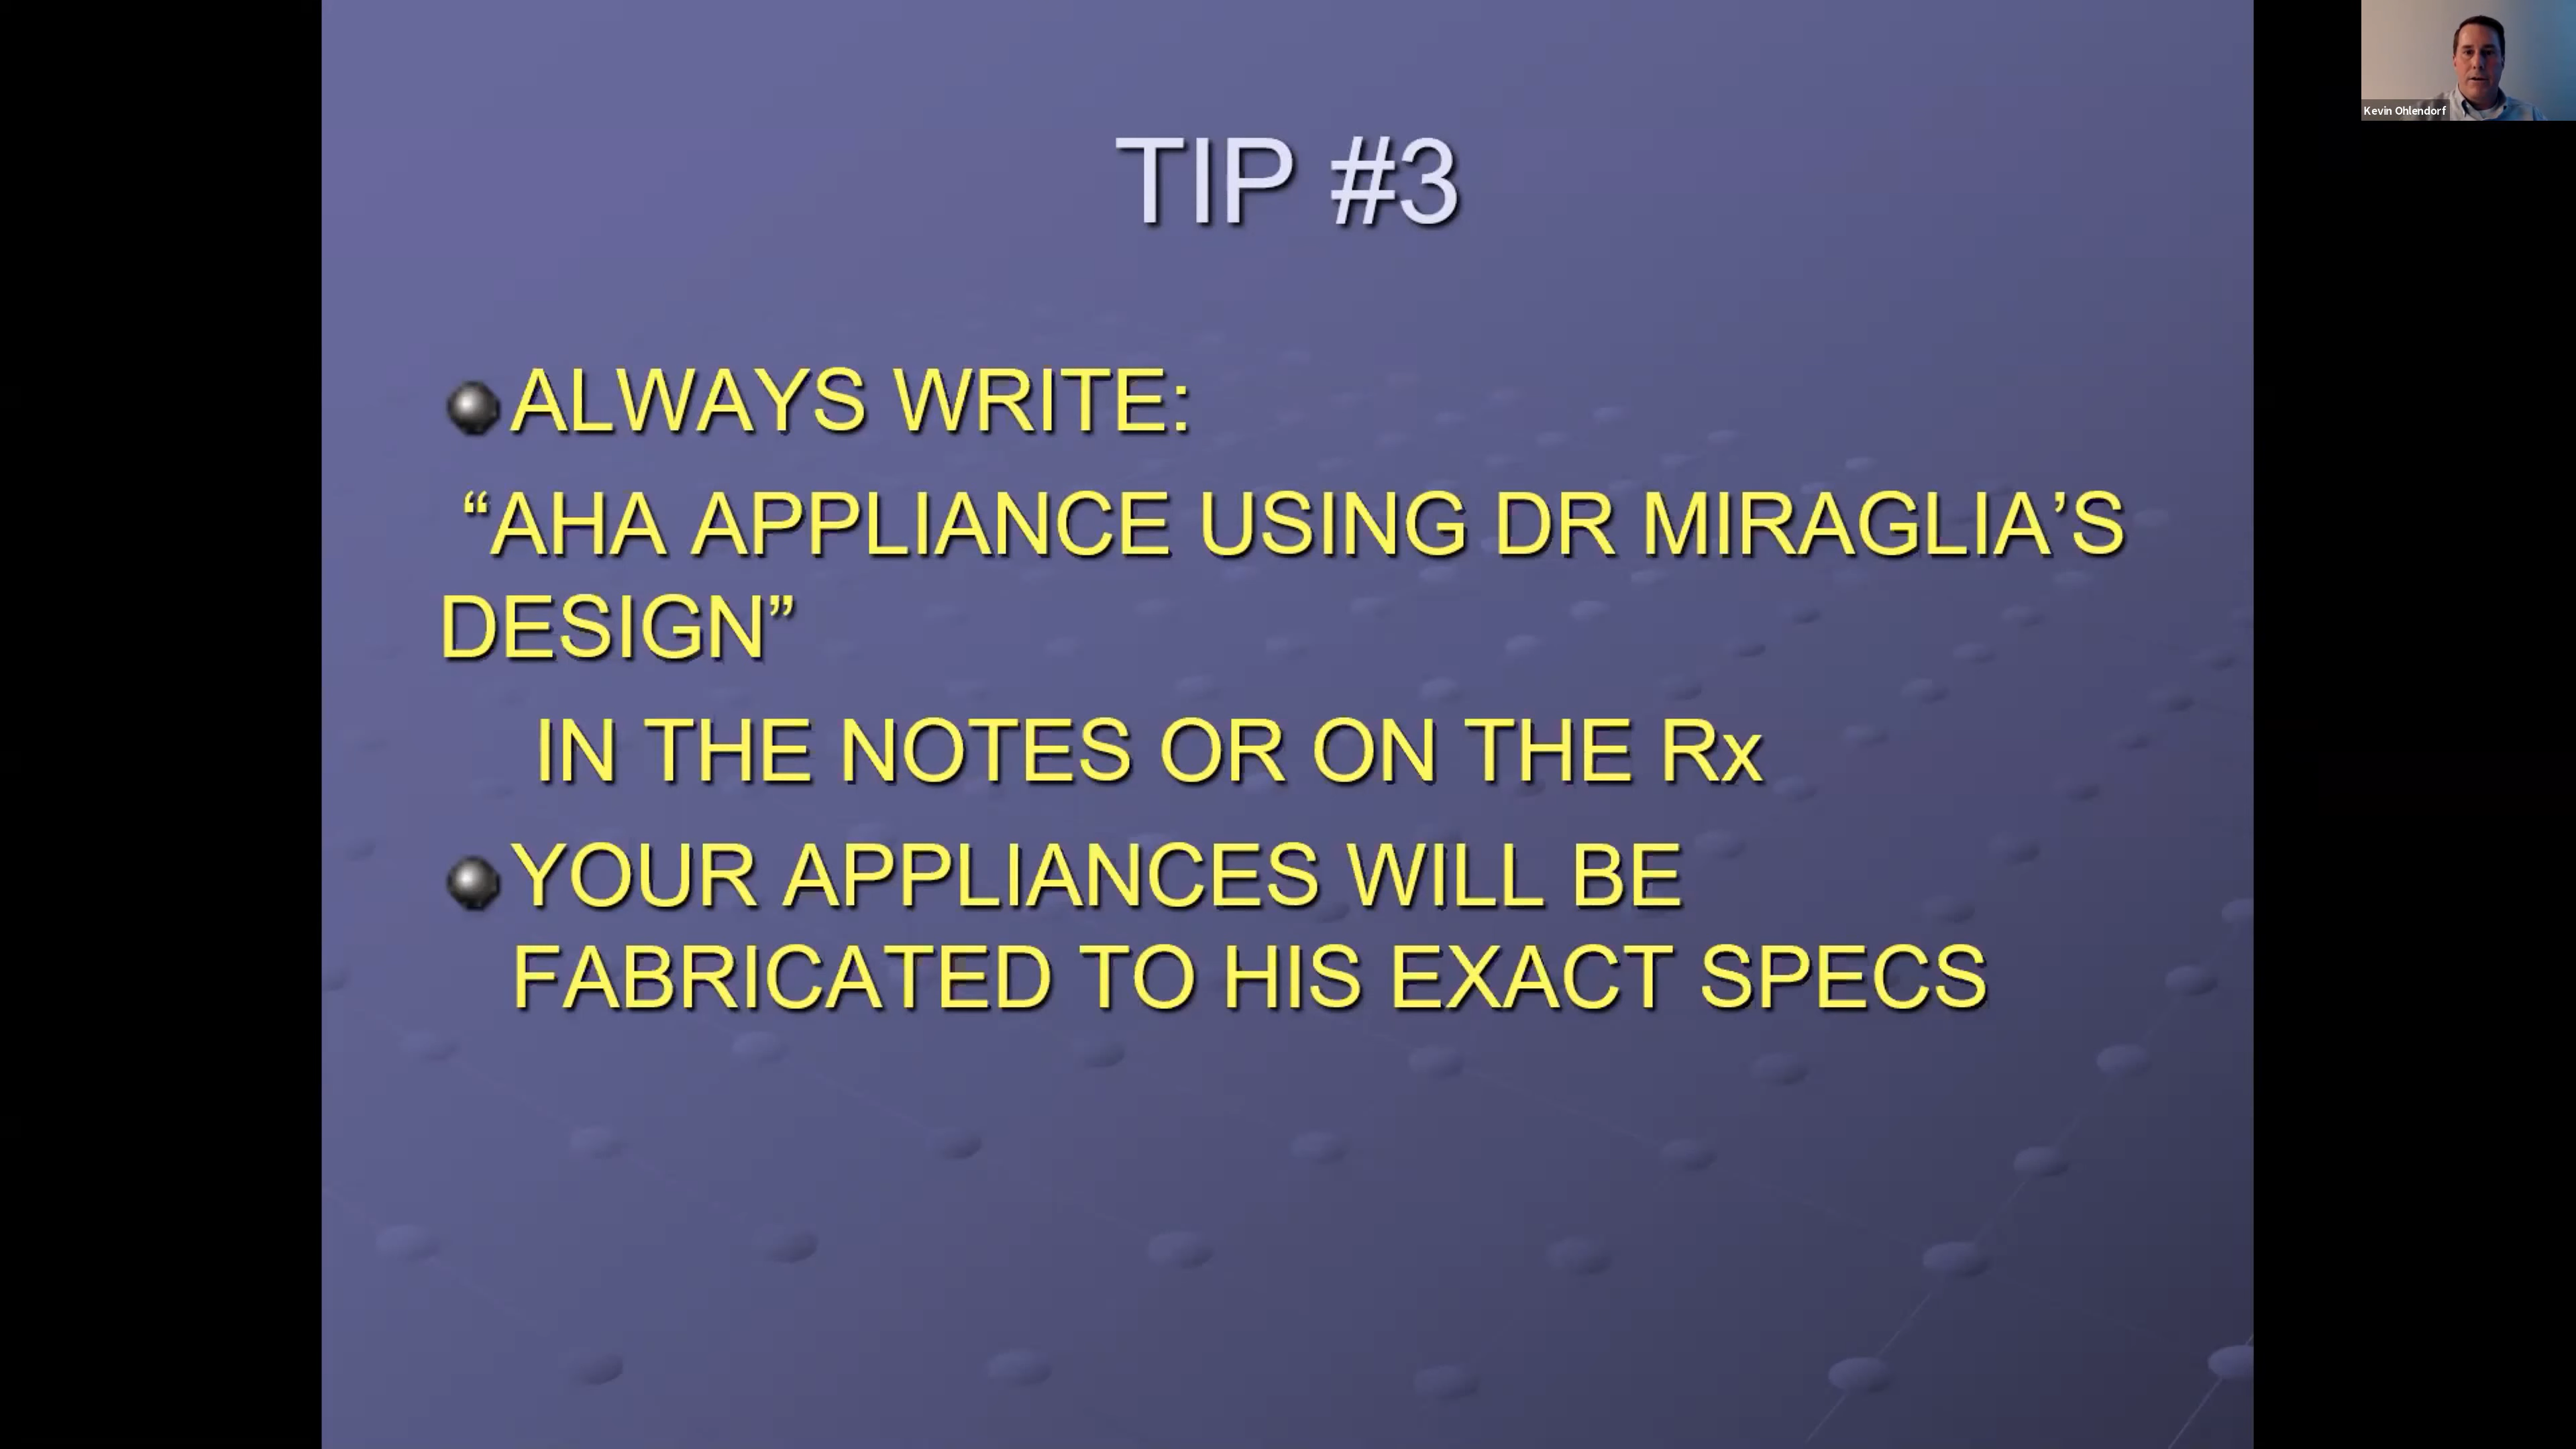 TIP #3
ALWAYS WRITE:
“AHA APPLIANCE USING DR MIRAGLIA’S
DESIGN”
IN THE NOTES OR ON THE Rx
YOUR APPLIANCES WILL BE
FABRICATED TO HIS EXACT SPECS
Kevin Ohlendorf